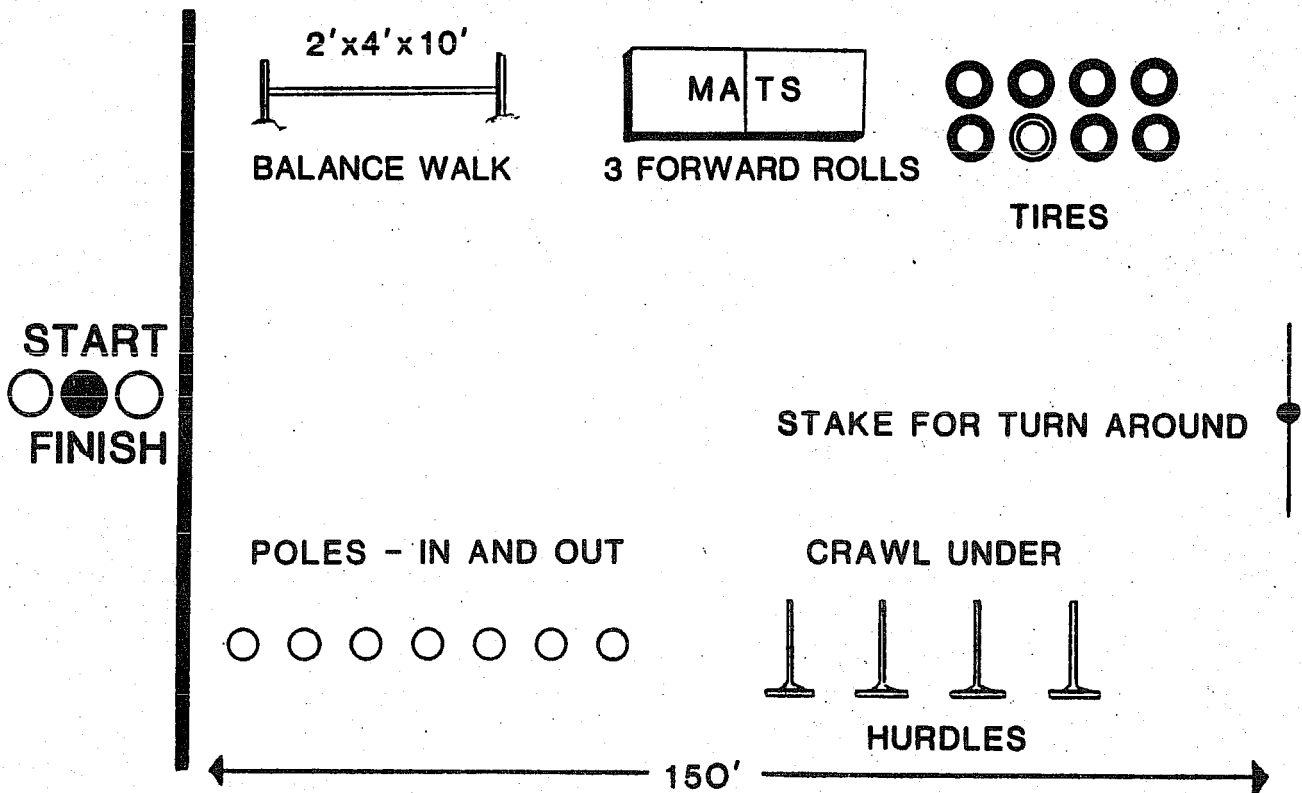 2'x4'x10'
MATS
BALANCE WALK
3 FORWARD ROLLS
TIRES
START
FINISH
STAKE FOR TURN AROUND
POLES - IN AND OUT
CRAWL UNDER
HURDLES
150'